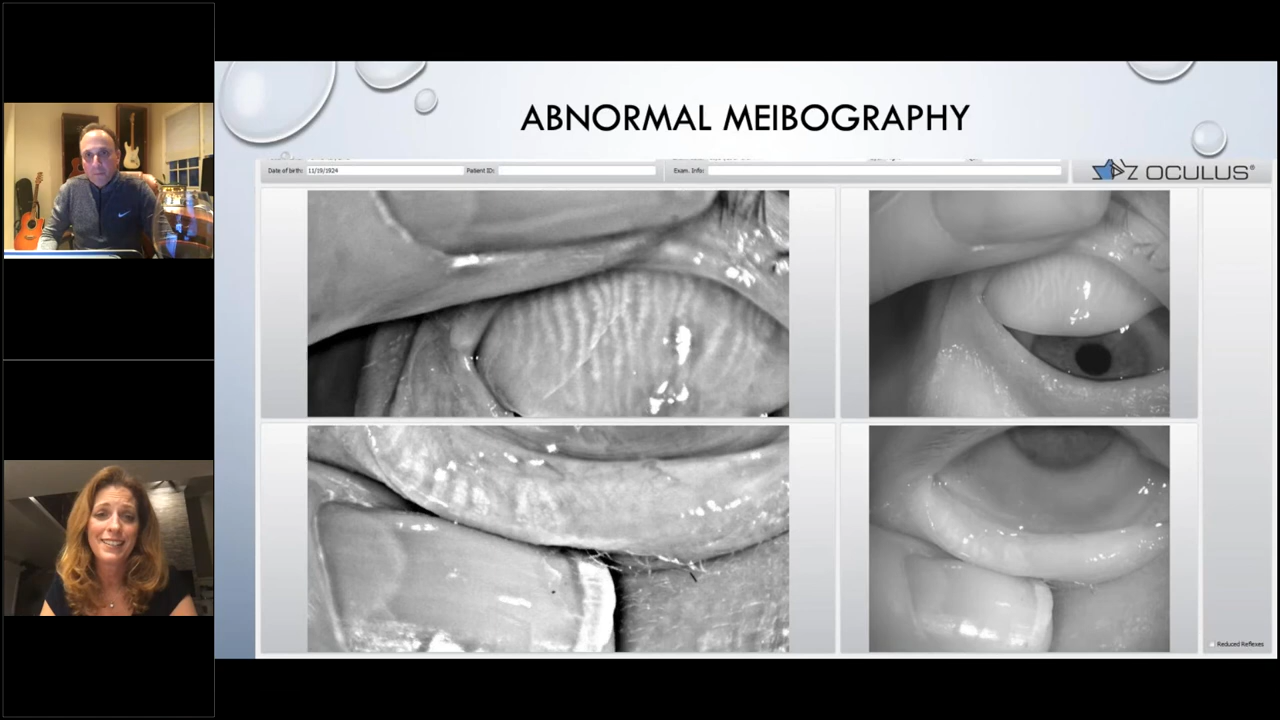 ABNORMAL MEIBOGRAPHY
Date of birth: 11/19/1924 Patient ID: Exam. Info:
OCULUS®
Reduced Reflexes